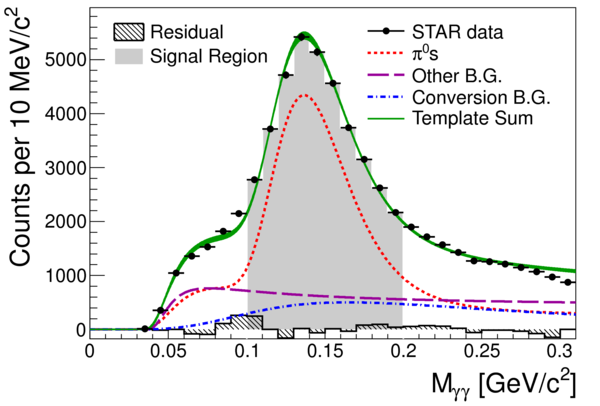 Counts per 10 MeV/c²
Residual
Signal Region
STAR data
π⁰s
Other B.G.
Conversion B.G.
Template Sum
5000
4000
3000
2000
1000
0
0 0.05 0.1 0.15 0.2 0.25 0.3
Mγγ [GeV/c²]